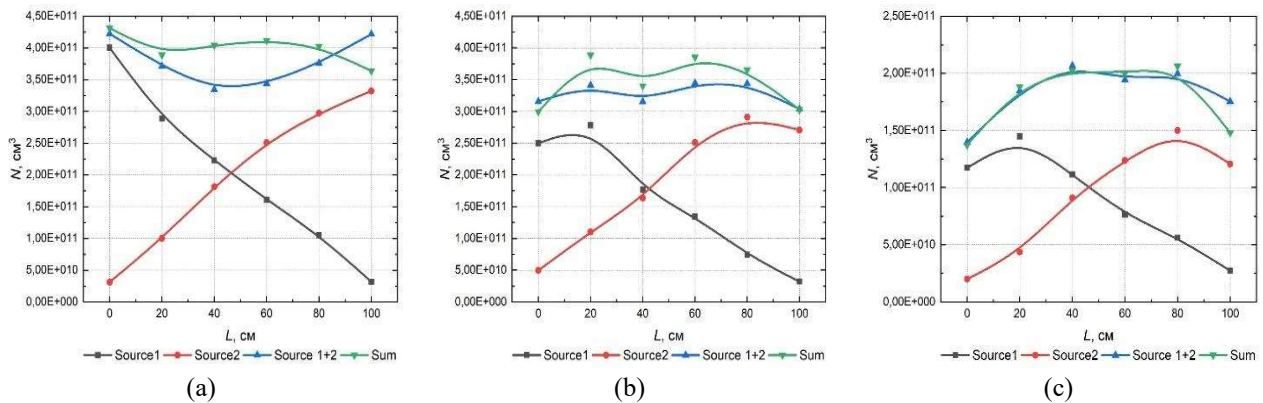 4,50E+011
4,00E+011
3,50E+011
3,00E+011
2,50E+011
2,00E+011
1,50E+011
1,00E+011
5,00E+010
0,00E+000
N, см³
0 20 40 60 80 100
L, см
Source1 Source2 Source 1+2 Sum
(a)
4,50E+011
4,00E+011
3,50E+011
3,00E+011
2,50E+011
2,00E+011
1,50E+011
1,00E+011
5,00E+010
0,00E+000
N, см³
0 20 40 60 80 100
L, см
Source1 Source2 Source 1+2 Sum
(b)
2,50E+011
2,00E+011
1,50E+011
1,00E+011
5,00E+010
0,00E+000
N, см³
0 20 40 60 80 100
L, см
Source1 Source2 Source 1+2 Sum
(c)